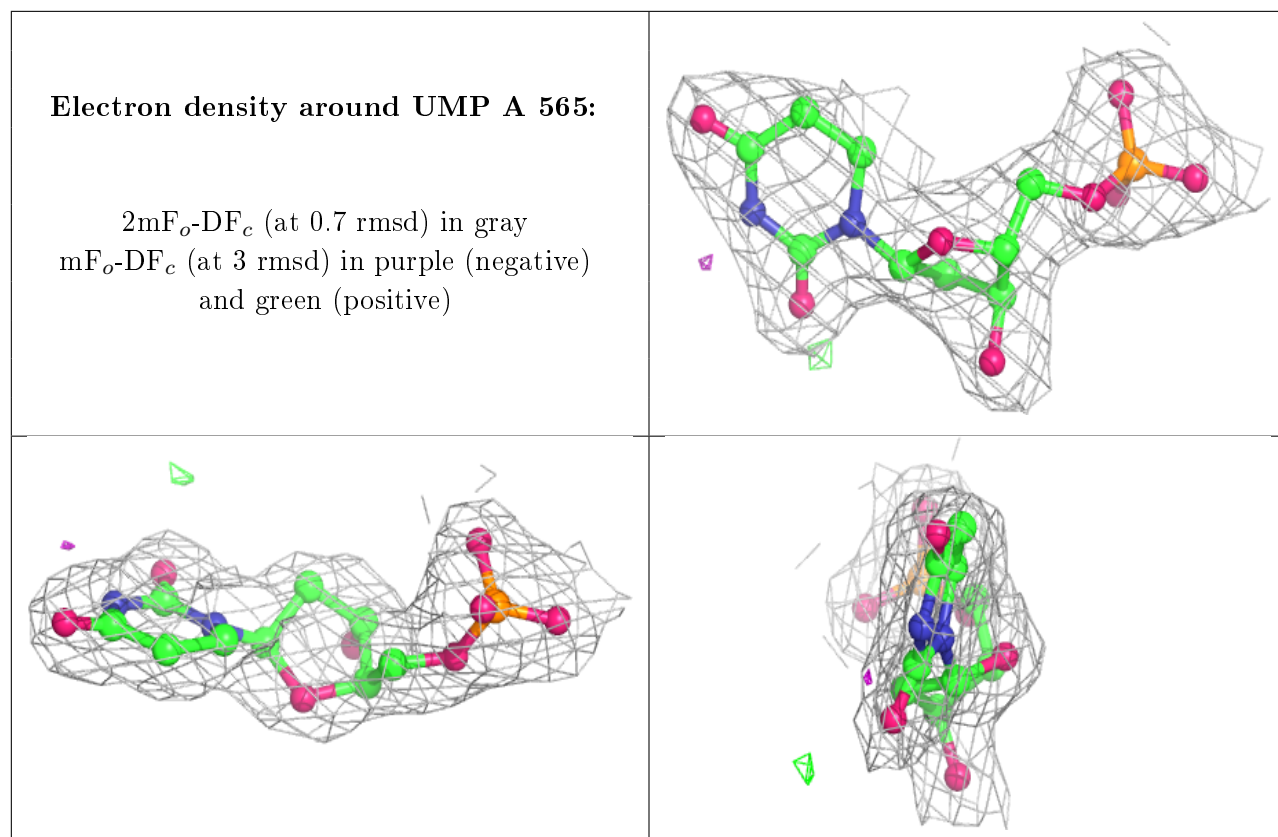 Electron density around UMP A 565:
2mFo-DFc (at 0.7 rmsd) in gray
mFo-DFc (at 3 rmsd) in purple (negative)
and green (positive)